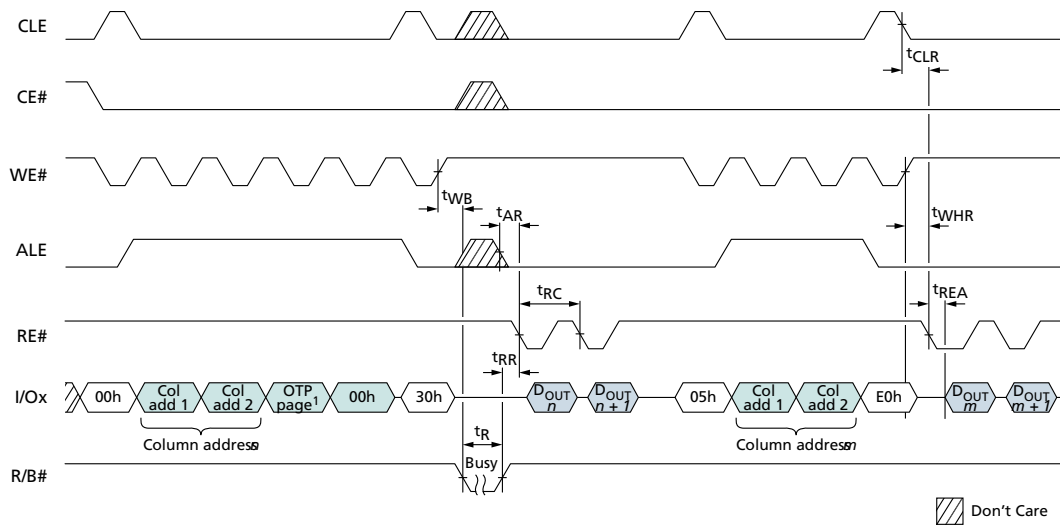 CLE
tCLR
CE#
WE#
tWB
tAR
tWHR
ALE
tRC
tREA
RE#
tRR
I/Ox
00h
Col add 1
Col add 2
OTP page1
00h
30h
DOUT n
DOUT n + 1
05h
Col add 1
Col add 2
E0h
DOUT m
DOUT m + 1
Column address n
tR
Column address m
R/B#
Busy
Don't Care